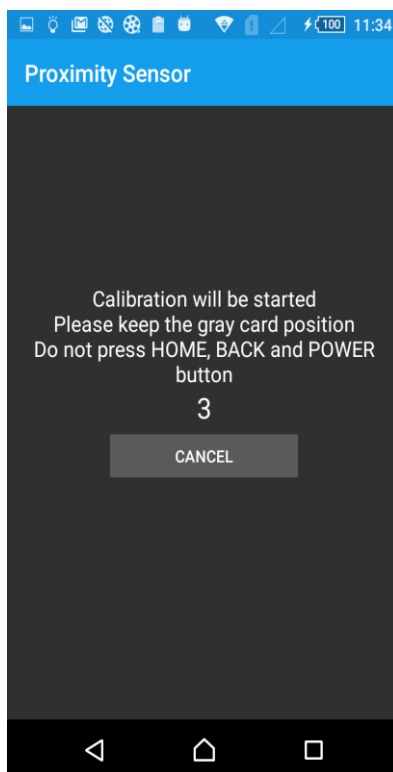 100 11:34
Proximity Sensor
Calibration will be started
Please keep the gray card position
Do not press HOME, BACK and POWER
button
3
CANCEL